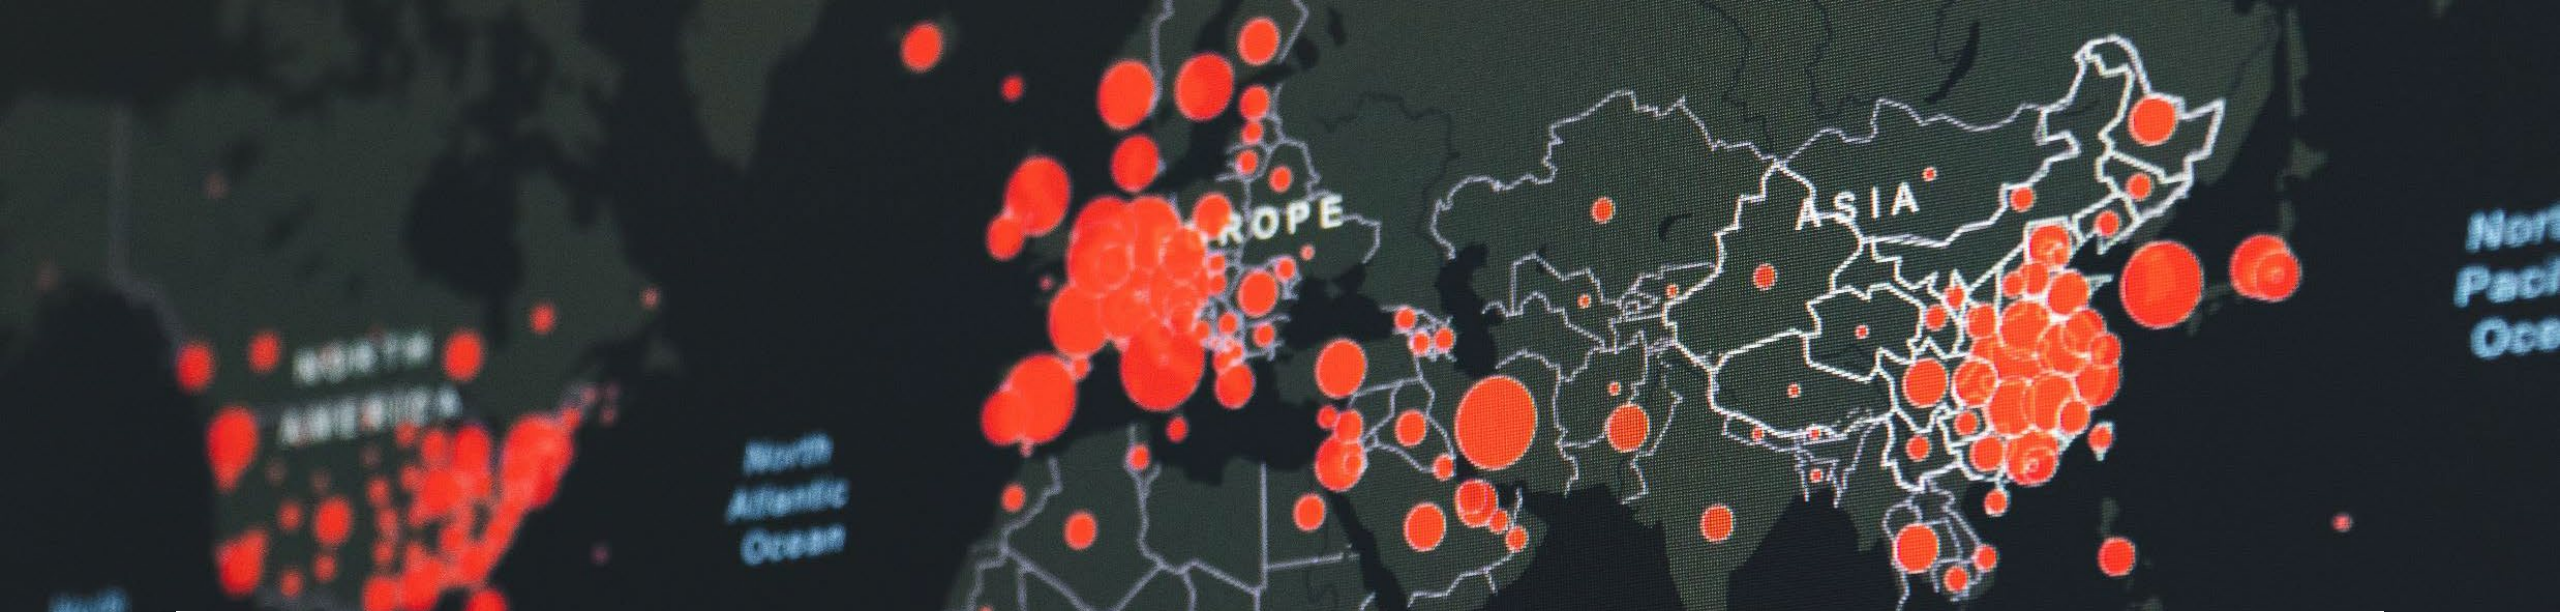 NORTH
AMERICA
North
Atlantic
Ocean
ROPE
ASIA
Nor
Paci
Oce